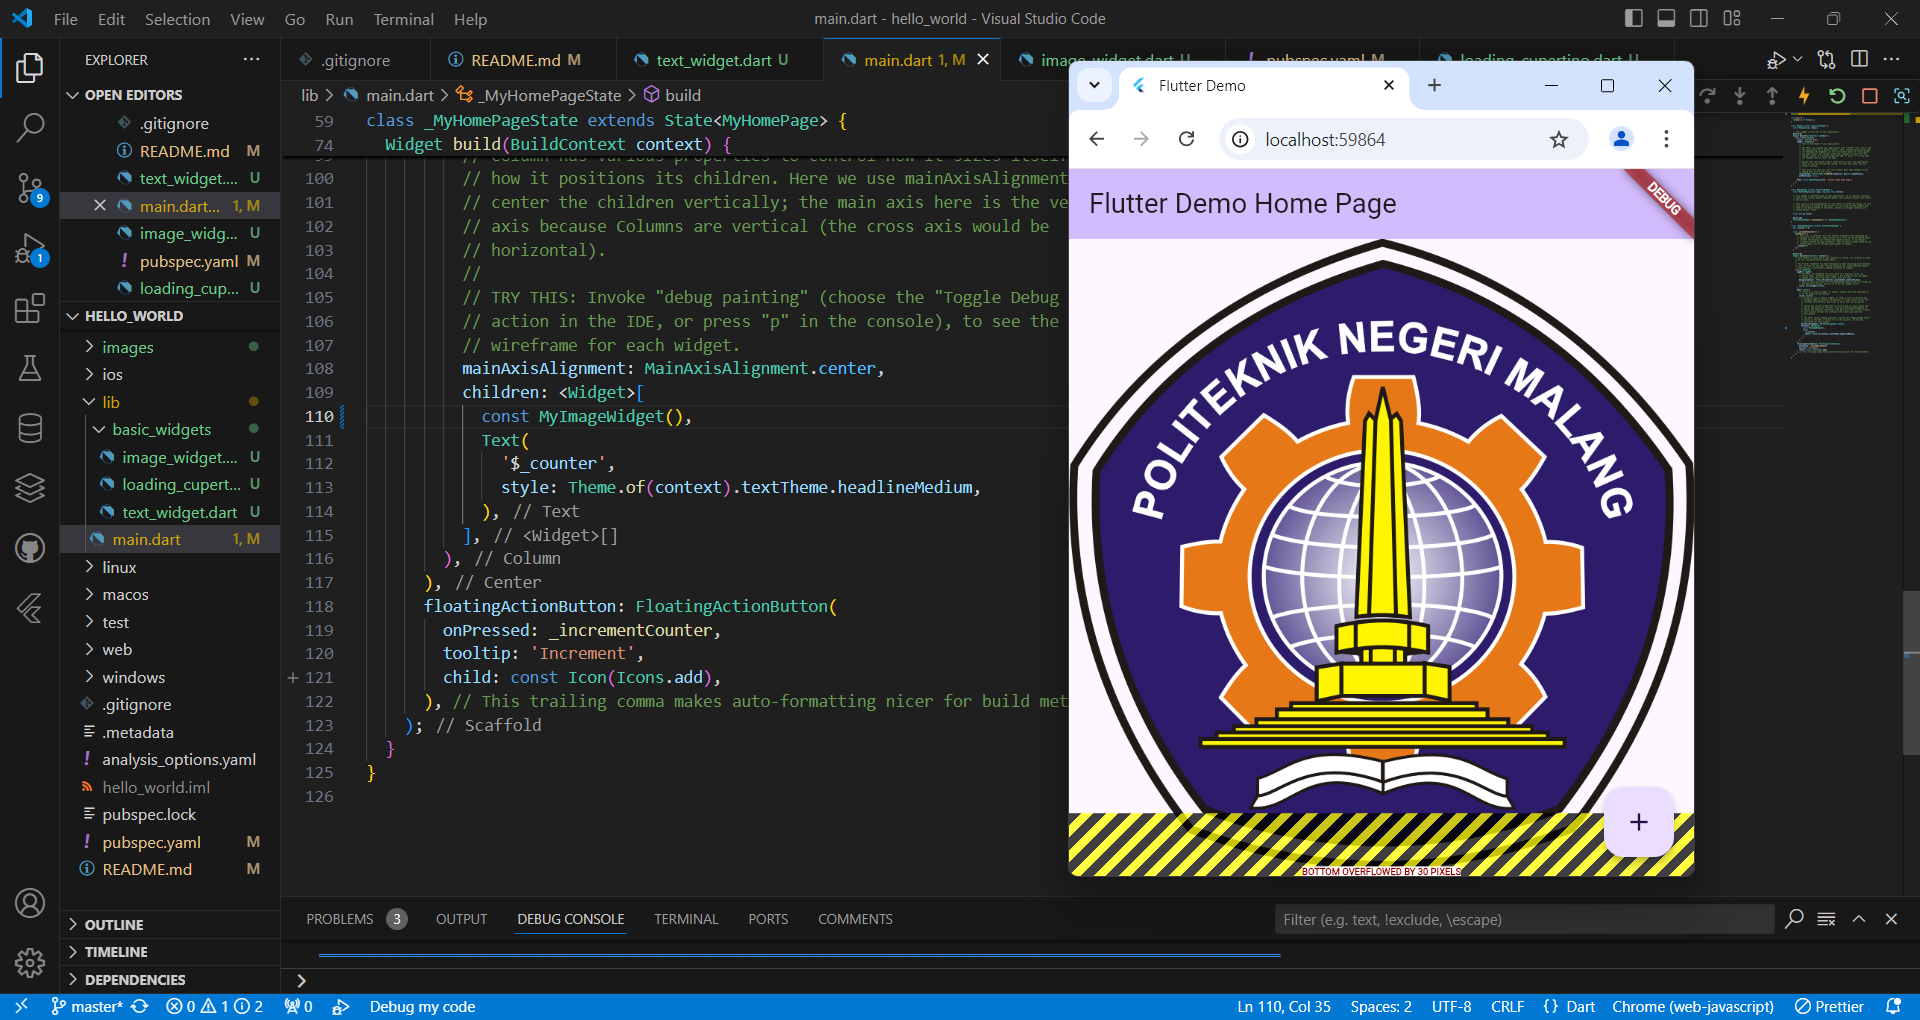 File Edit Selection View Go Run Terminal Help
main.dart - hello_world - Visual Studio Code
EXPLORER
.gitignore
README.md M
text_widget.dart U
main.dart 1, M
image_widget.dart U
pubspec.yaml M
loading_cupertino.dart U
OPEN EDITORS
.gitignore
README.md M
text_widget.... U
main.dart... 1, M
image_widg... U
! pubspec.yaml M
loading_cup... U
HELLO_WORLD
images
ios
lib
basic_widgets
image_widget.... U
loading_cupert... U
text_widget.dart U
main.dart 1, M
linux
macos
test
web
windows
.gitignore
.metadata
! analysis_options.yaml
hello_world.iml
pubspec.lock
! pubspec.yaml M
README.md M
OUTLINE
TIMELINE
DEPENDENCIES
9
1
lib > main.dart > _MyHomePageState > build
59 class _MyHomePageState extends State<MyHomePage> {
74 Widget build(BuildContext context) {
100 // how it positions its children. Here we use mainAxisAlignment
101 // center the children vertically; the main axis here is the ve
102 // axis because Columns are vertical (the cross axis would be
103 // horizontal).
104 //
105 // TRY THIS: Invoke "debug painting" (choose the "Toggle Debug
106 // action in the IDE, or press "p" in the console), to see the
107 // wireframe for each widget.
108 mainAxisAlignment: MainAxisAlignment.center,
109 children: <Widget>[
110 const MyImageWidget(),
111 Text(
112 '$_counter',
113 style: Theme.of(context).textTheme.headlineMedium,
114 ), // Text
115 ], // <Widget>[]
116 ), // Column
117 ), // Center
118 floatingActionButton: FloatingActionButton(
119 onPressed: _incrementCounter,
120 tooltip: 'Increment',
121 child: const Icon(Icons.add),
122 ), // This trailing comma makes auto-formatting nicer for build met
123 ); // Scaffold
124 }
125 }
126
Flutter Demo
localhost:59864
Flutter Demo Home Page
DEBUG
POLITEKNIK NEGERI MALANG
BOTTOM OVERFLOWED BY 30 PIXELS
PROBLEMS 3 OUTPUT DEBUG CONSOLE TERMINAL PORTS COMMENTS
Filter (e.g. text, !exclude, \escape)
master* 0 1 2 0 Debug my code
Ln 110, Col 35 Spaces: 2 UTF-8 CRLF {} Dart Chrome (web-javascript) Prettier